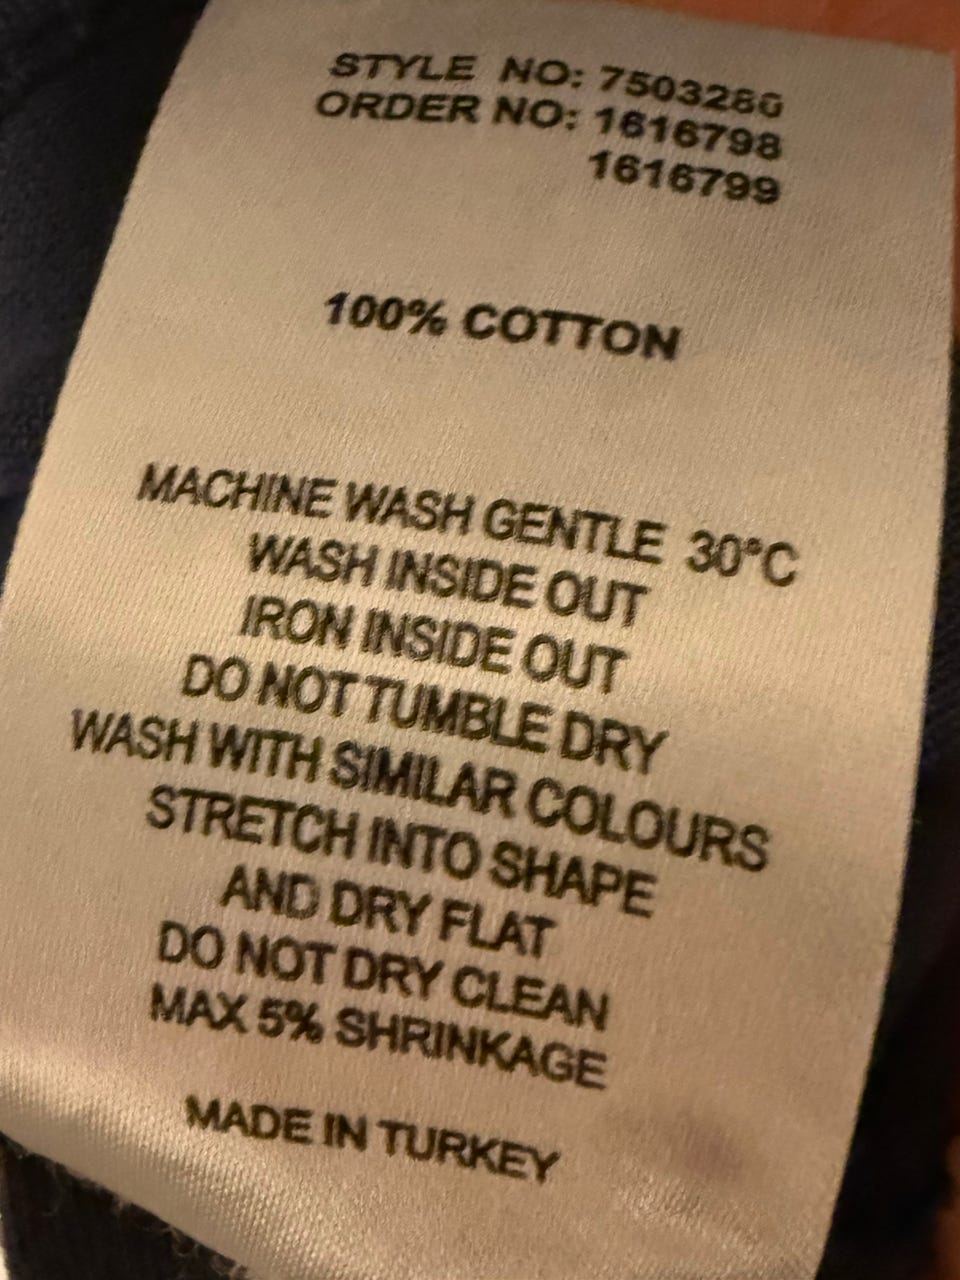 STYLE NO: 7503286
ORDER NO: 1616798
1616799
100% COTTON
MACHINE WASH GENTLE 30°C
WASH INSIDE OUT
IRON INSIDE OUT
DO NOT TUMBLE DRY
WASH WITH SIMILAR COLOURS
STRETCH INTO SHAPE
AND DRY FLAT
DO NOT DRY CLEAN
MAX 5% SHRINKAGE
MADE IN TURKEY